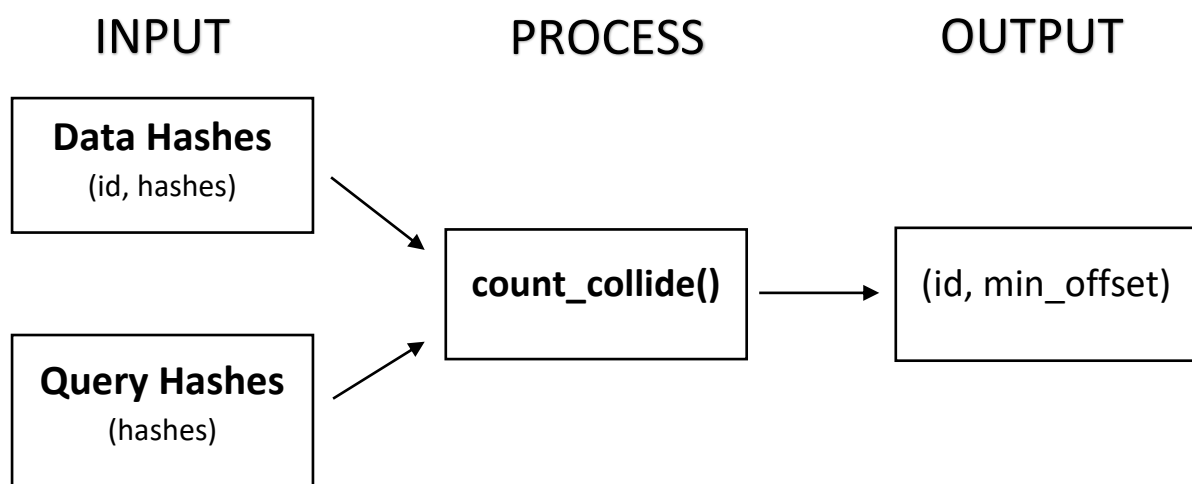 INPUT
PROCESS
OUTPUT
Data Hashes
(id, hashes)
count_collide()
(id, min_offset)
Query Hashes
(hashes)